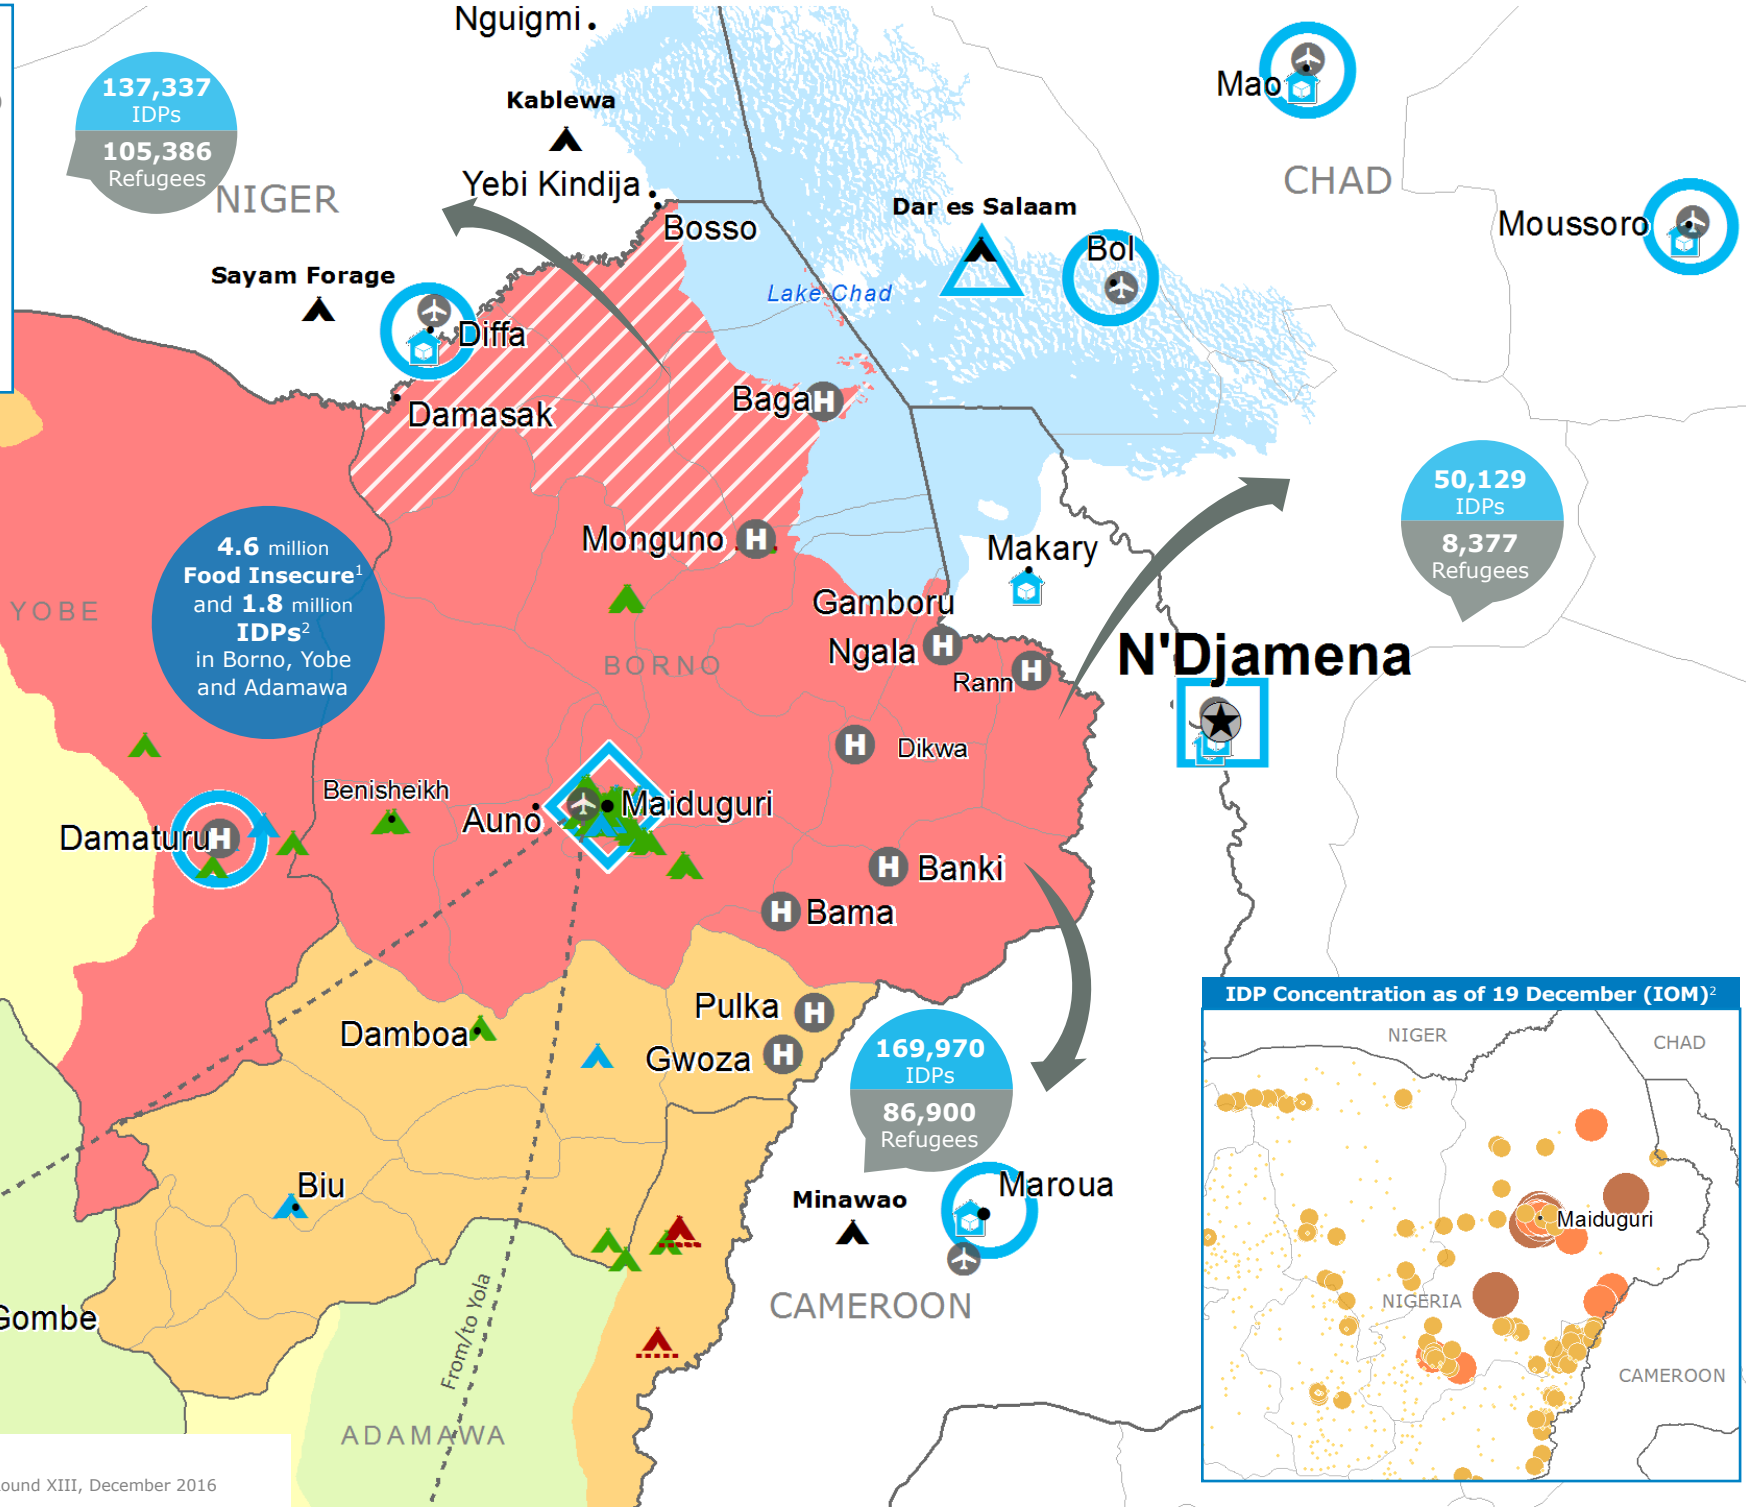 Nguigmi
137,337
IDPs
105,386
Refugees
NIGER
Kablewa
Yebi Kindija
Bosso
Mao
CHAD
Moussoro
Dar es Salaam
Bol
Lake Chad
Sayam Forage
Diffa
Damasak
Baga
50,129
IDPs
8,377
Refugees
4.6 million
Food Insecure1
and 1.8 million
IDPs2
in Borno, Yobe
and Adamawa
YOBE
Monguno
H
H
Makary
Gamboru
Ngala
H
Rann
H
BORNO
N'Djamena
H
Dikwa
Benisheikh
Auno
Maiduguri
Damaturu
H
H
Banki
H
Bama
Pulka
H
Gwoza
H
Damboa
169,970
IDPs
86,900
Refugees
Biu
Minawao
Maroua
CAMEROON
Gombe
From/to Yola
ADAMAWA
ound XIII, December 2016
IDP Concentration as of 19 December (IOM)2
NIGER
CHAD
Maiduguri
NIGERIA
CAMEROON